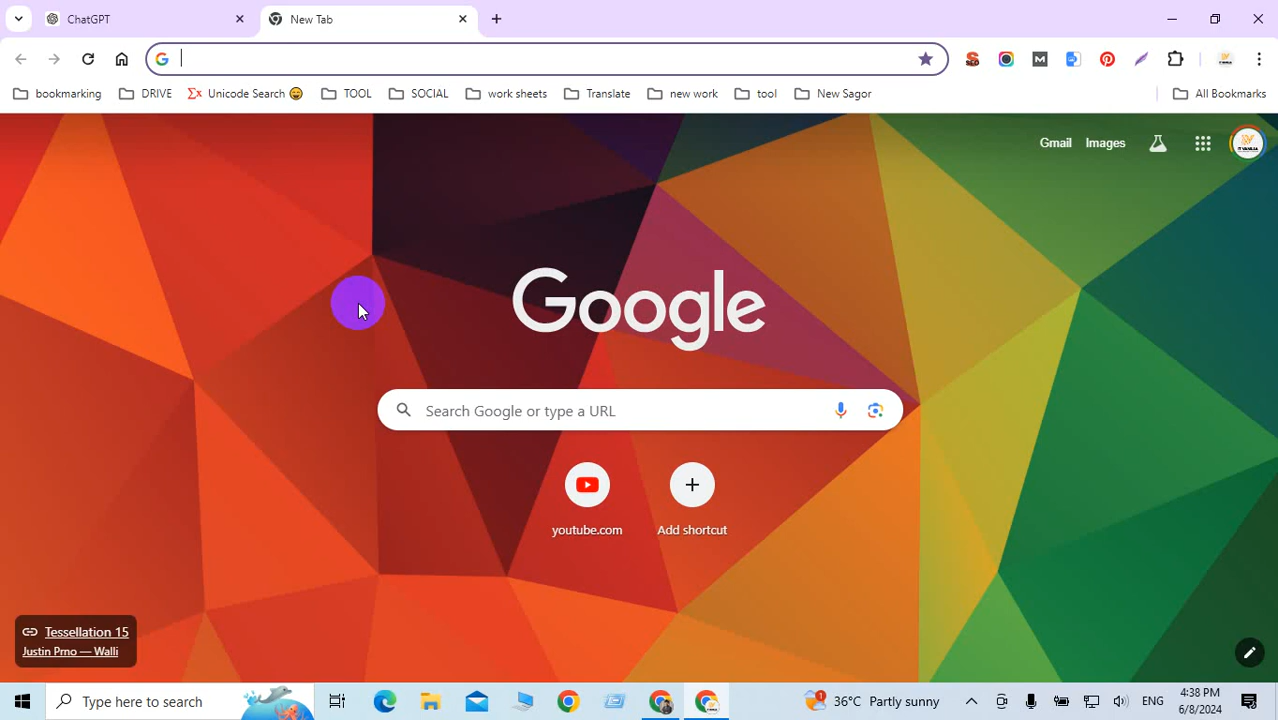 ChatGPT
New Tab
bookmarking DRIVE Unicode Search TOOL SOCIAL work sheets Translate new work tool New Sagor All Bookmarks
Gmail Images
Google
Search Google or type a URL
youtube.com Add shortcut
Tessellation 15
Justin Prno — Walli
Type here to search
1
36°C Partly sunny
ENG
4:38 PM
6/8/2024